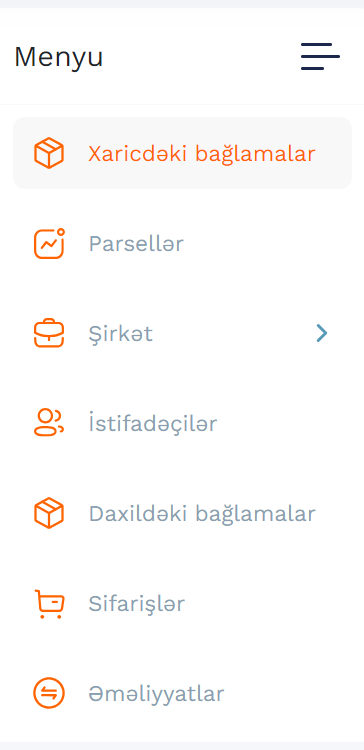 Menyu
Xaricdəki bağlamalar
Parsellər
Şirkət
İstifadəçilər
Daxildəki bağlamalar
Sifarişlər
Əməliyyatlar